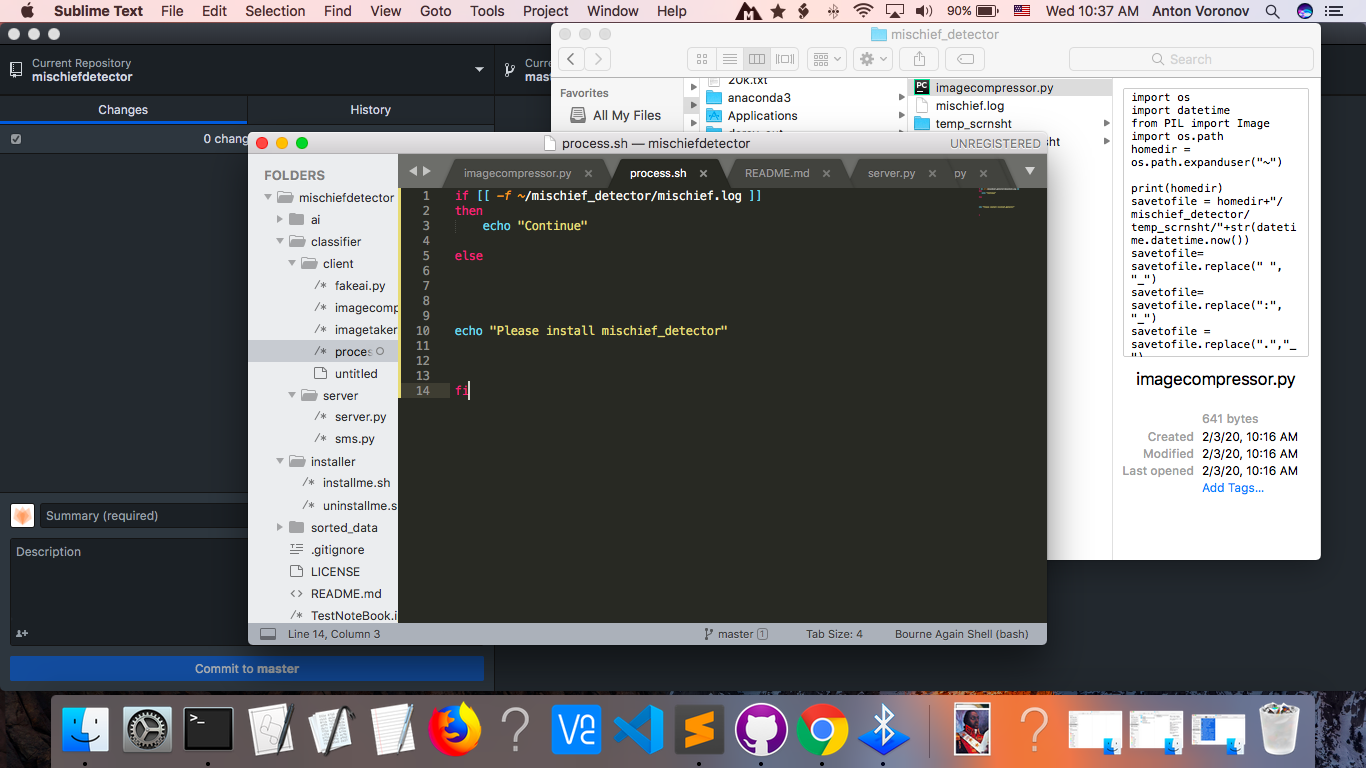 Sublime Text File Edit Selection Find View Goto Tools Project Window Help 90% Wed 10:37 AM Anton Voronov
Current Repository
mischiefdetector
Curre
mas
Changes
History
0 chang
Summary (required)
Description
Commit to master
mischief_detector
Search
Favorites
All My Files
20k.txt
anaconda3
Applications
imagecompressor.py
mischief.log
temp_scrnsht
ht
import os
import datetime
from PIL import Image
import os.path
homedir =
os.path.expanduser("~")
print(homedir)
savetofile = homedir+"/
mischief_detector/
temp_scrnsht/"+str(dateti
me.datetime.now())
savetofile=
savetofile.replace(" ",
"_")
savetofile=
savetofile.replace(":",
"_")
savetofile =
savetofile.replace(".","_
")
imagecompressor.py
641 bytes
Created 2/3/20, 10:16 AM
Modified 2/3/20, 10:16 AM
Last opened 2/3/20, 10:16 AM
Add Tags...
process.sh — mischiefdetector
UNREGISTERED
FOLDERS
mischiefdetector
ai
classifier
client
fakeai.py
imagecomp
imagetaker
proces
untitled
server
server.py
sms.py
installer
installme.sh
uninstallme.s
sorted_data
.gitignore
LICENSE
README.md
TestNoteBook.i
imagecompressor.py
process.sh
README.md
server.py
py
1 if [[ -f ~/mischief_detector/mischief.log ]]
2 then
3 echo "Continue"
4
5 else
6
7
8
9
10 echo "Please install mischief_detector"
11
12
13
14 fi
Line 14, Column 3
master 1
Tab Size: 4
Bourne Again Shell (bash)